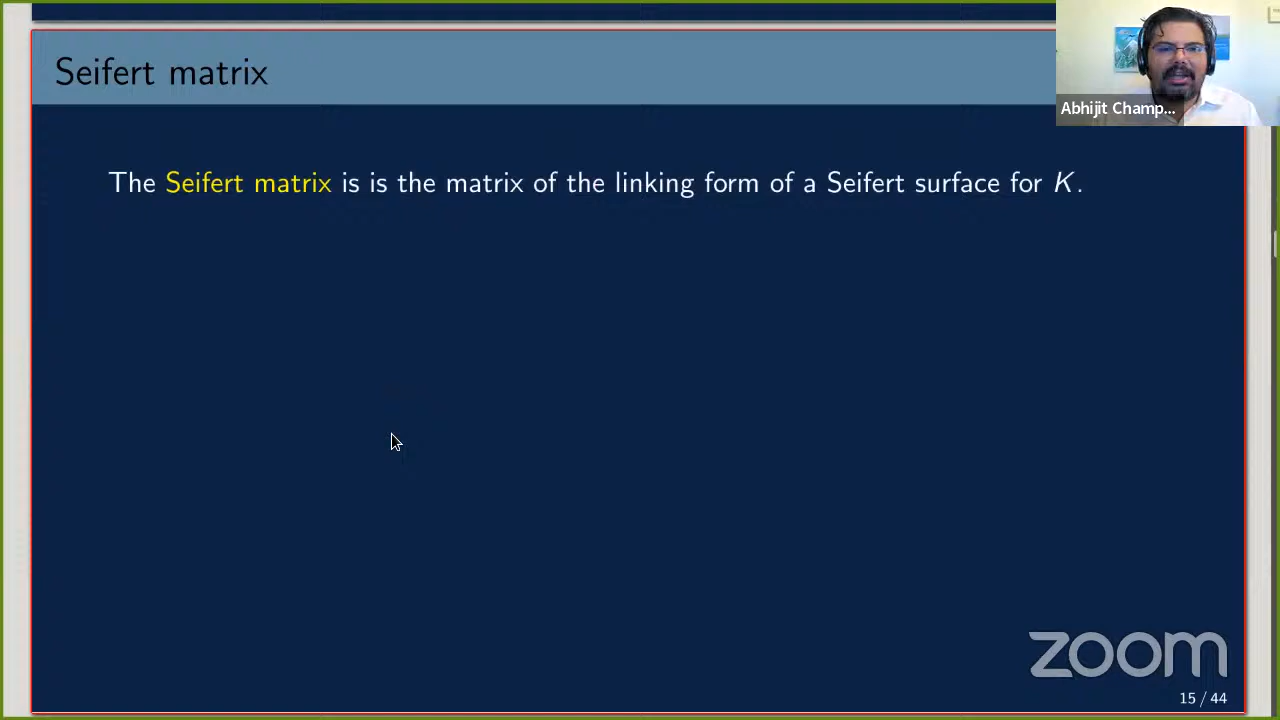 Seifert matrix
Abhijit Champ...
The Seifert matrix is is the matrix of the linking form of a Seifert surface for K.
zoom
15 / 44